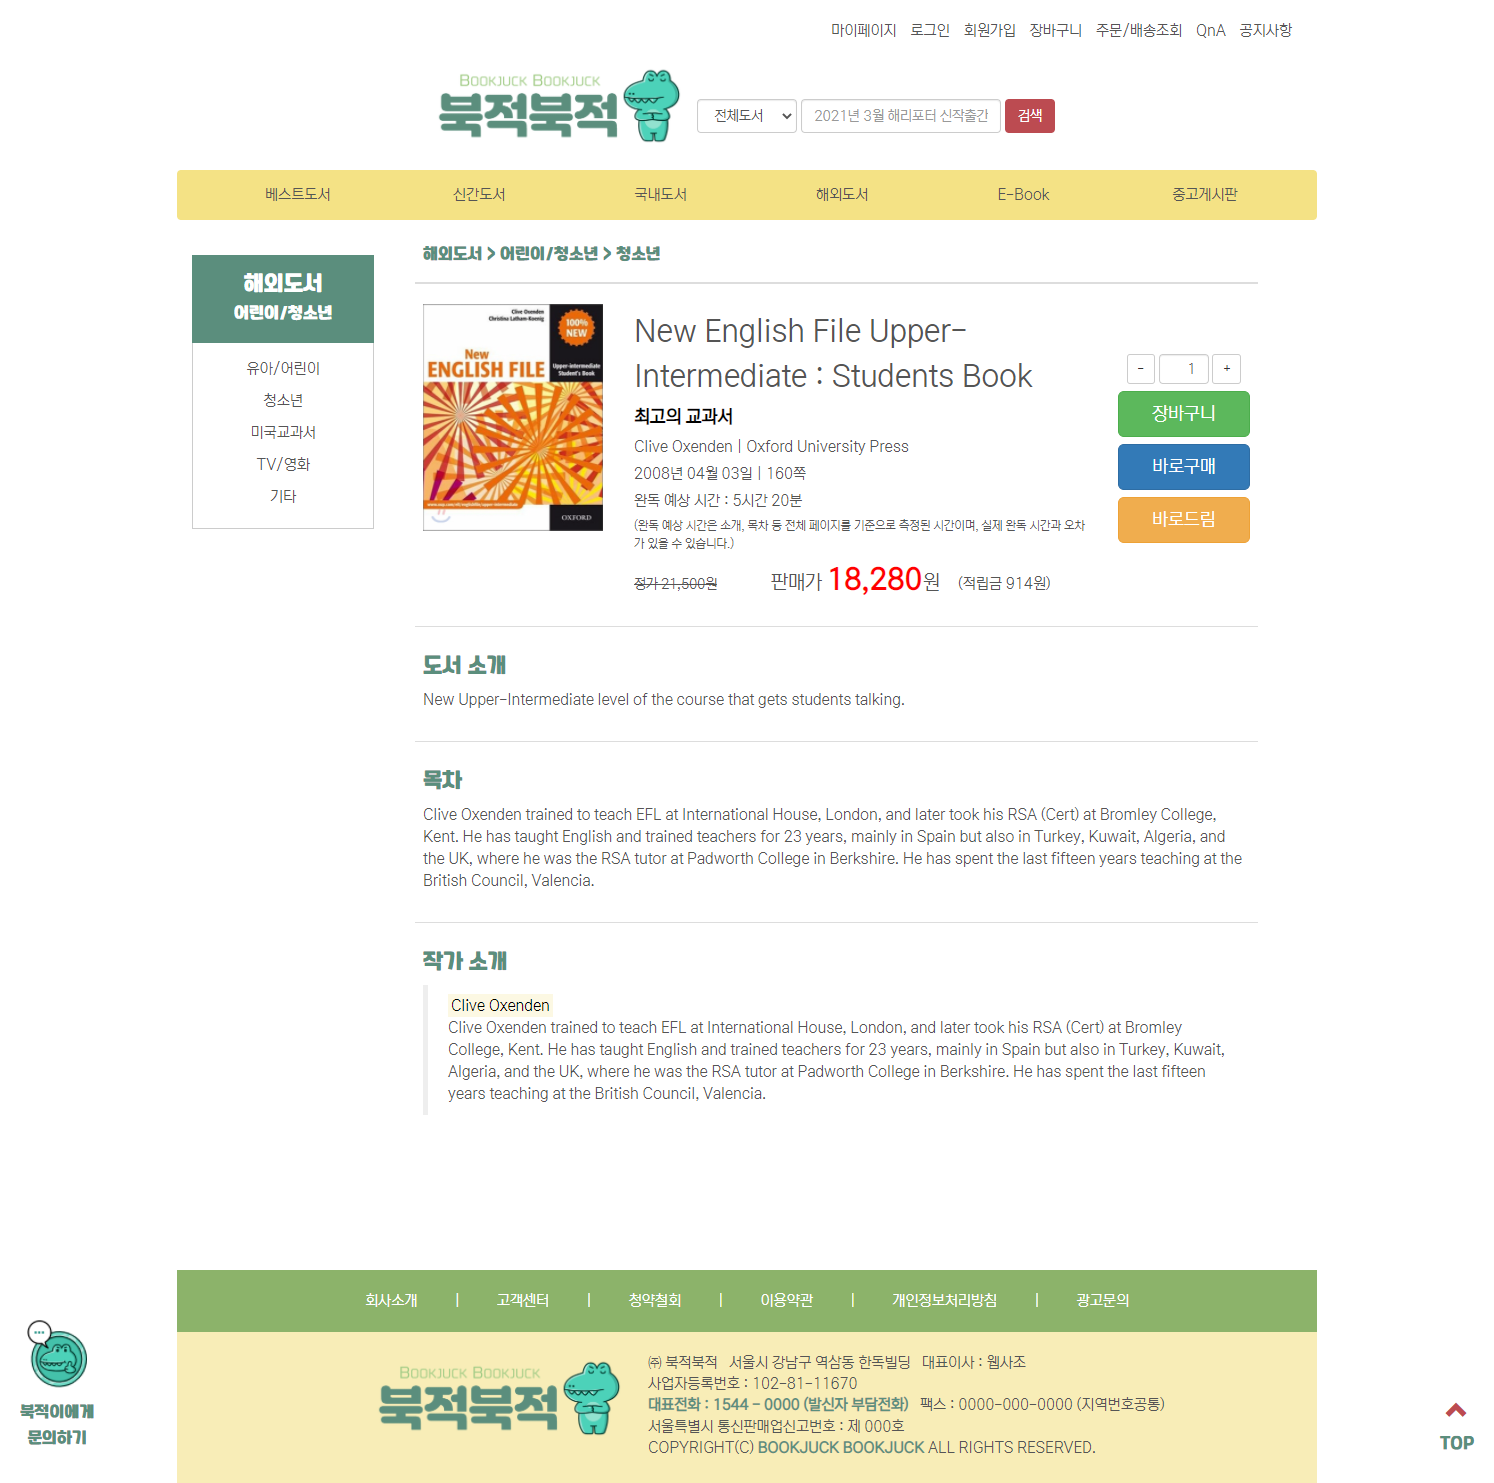 마이페이지 로그인 회원가입 장바구니 주문/배송조회 QnA 공지사항
BOOKJUCK BOOKJUCK
북적북적
전체도서 2021년 3월 해리포터 신작출간 검색
베스트도서 신간도서 국내도서 해외도서 E-Book 중고게시판
해외도서 > 어린이/청소년 > 청소년
해외도서
어린이/청소년
유아/어린이
청소년
미국교과서
TV/영화
기타
Clive Oxenden
Christina Latham-Koenig
100%
NEW
New
ENGLISH FILE
Upper-intermediate
Student's Book
OXFORD
New English File Upper-
Intermediate : Students Book
최고의 교과서
Clive Oxenden | Oxford University Press
2008년 04월 03일 | 160쪽
완독 예상 시간 : 5시간 20분
(완독 예상 시간은 소개, 목차 등 전체 페이지를 기준으로 측정된 시간이며, 실제 완독 시간과 오차
가 있을 수 있습니다.)
정가 21,500원 판매가 18,280원 (적립금 914원)
- 1 +
장바구니
바로구매
바로드림
도서 소개
New Upper-Intermediate level of the course that gets students talking.
목차
Clive Oxenden trained to teach EFL at International House, London, and later took his RSA (Cert) at Bromley College,
Kent. He has taught English and trained teachers for 23 years, mainly in Spain but also in Turkey, Kuwait, Algeria, and
the UK, where he was the RSA tutor at Padworth College in Berkshire. He has spent the last fifteen years teaching at the
British Council, Valencia.
작가 소개
Clive Oxenden
Clive Oxenden trained to teach EFL at International House, London, and later took his RSA (Cert) at Bromley
College, Kent. He has taught English and trained teachers for 23 years, mainly in Spain but also in Turkey, Kuwait,
Algeria, and the UK, where he was the RSA tutor at Padworth College in Berkshire. He has spent the last fifteen
years teaching at the British Council, Valencia.
회사소개 | 고객센터 | 청약철회 | 이용약관 | 개인정보처리방침 | 광고문의
BOOKJUCK BOOKJUCK
북적북적
㈜ 북적북적 서울시 강남구 역삼동 한독빌딩 대표이사 : 웹사조
사업자등록번호 : 102-81-11670
대표전화 : 1544 - 0000 (발신자 부담전화) 팩스 : 0000-000-0000 (지역번호공통)
서울특별시 통신판매업신고번호 : 제 000호
COPYRIGHT(C) BOOKJUCK BOOKJUCK ALL RIGHTS RESERVED.
북적이에게
문의하기
TOP